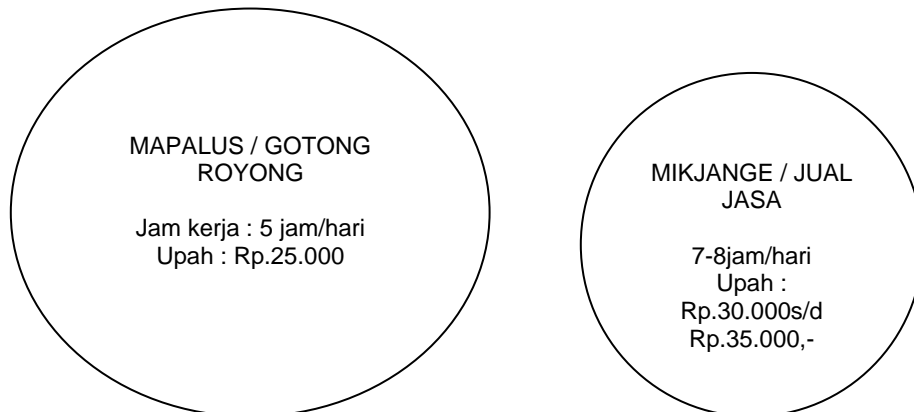 MAPALUS / GOTONG
ROYONG
Jam kerja : 5 jam/hari
Upah : Rp.25.000
MIKJANGE / JUAL
JASA
7-8jam/hari
Upah :
Rp.30.000s/d
Rp.35.000,-